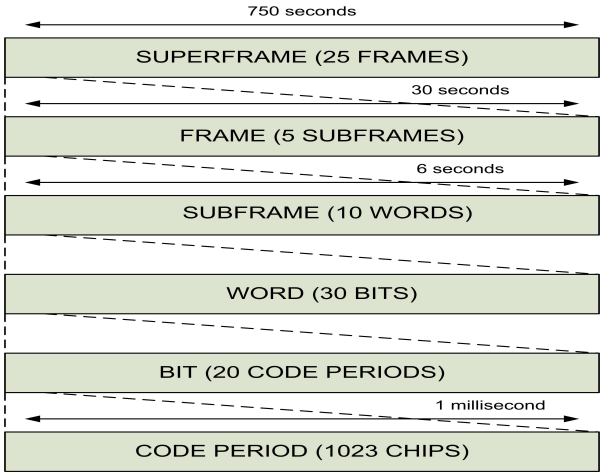 750 seconds
SUPERFRAME (25 FRAMES)
30 seconds
FRAME (5 SUBFRAMES)
6 seconds
SUBFRAME (10 WORDS)
WORD (30 BITS)
BIT (20 CODE PERIODS)
1 millisecond
CODE PERIOD (1023 CHIPS)